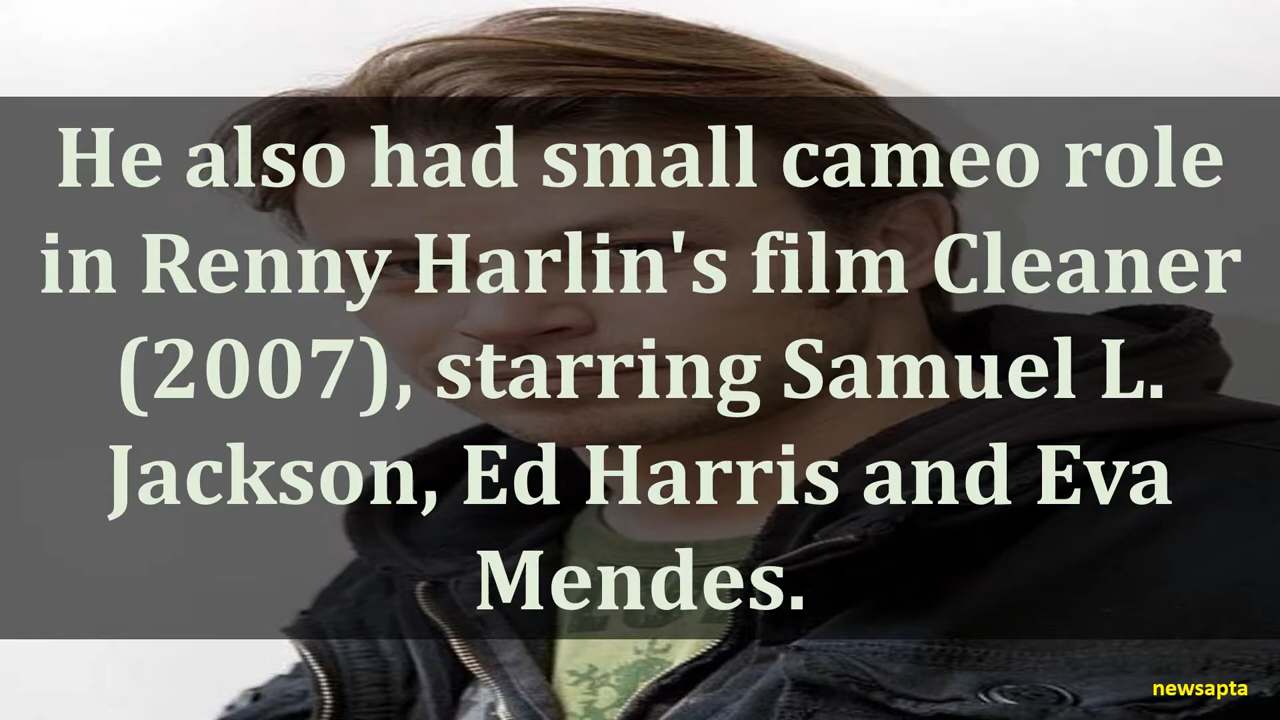 He also had small cameo role
in Renny Harlin's film Cleaner
(2007), starring Samuel L.
Jackson, Ed Harris and Eva
Mendes.
newsapta